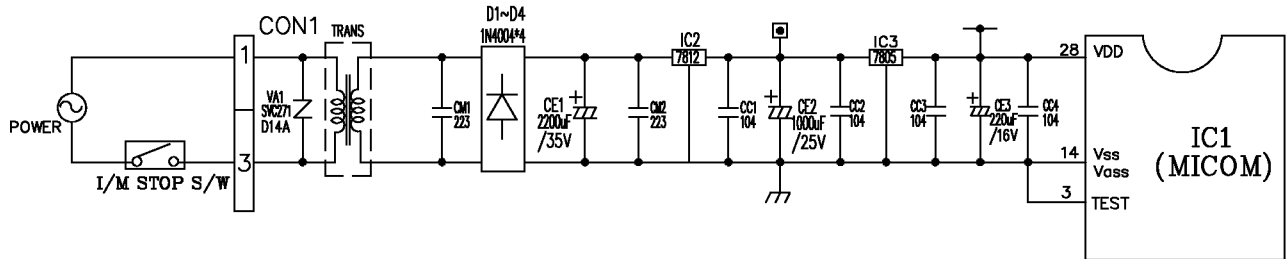 POWER
I/M STOP S/W
CON1
1
3
VA1
SVC271
D14A
TRANS
CM1
223
D1~D4
1N4004*4
CE1
2200uF
/35V
CM2
223
IC2
7812
CC1
104
CE2
1000uF
/25V
CC2
104
IC3
7805
CC3
104
CE3
220uF
/16V
CC4
104
28
VDD
14
Vss
Vass
3
TEST
IC1
(MICOM)